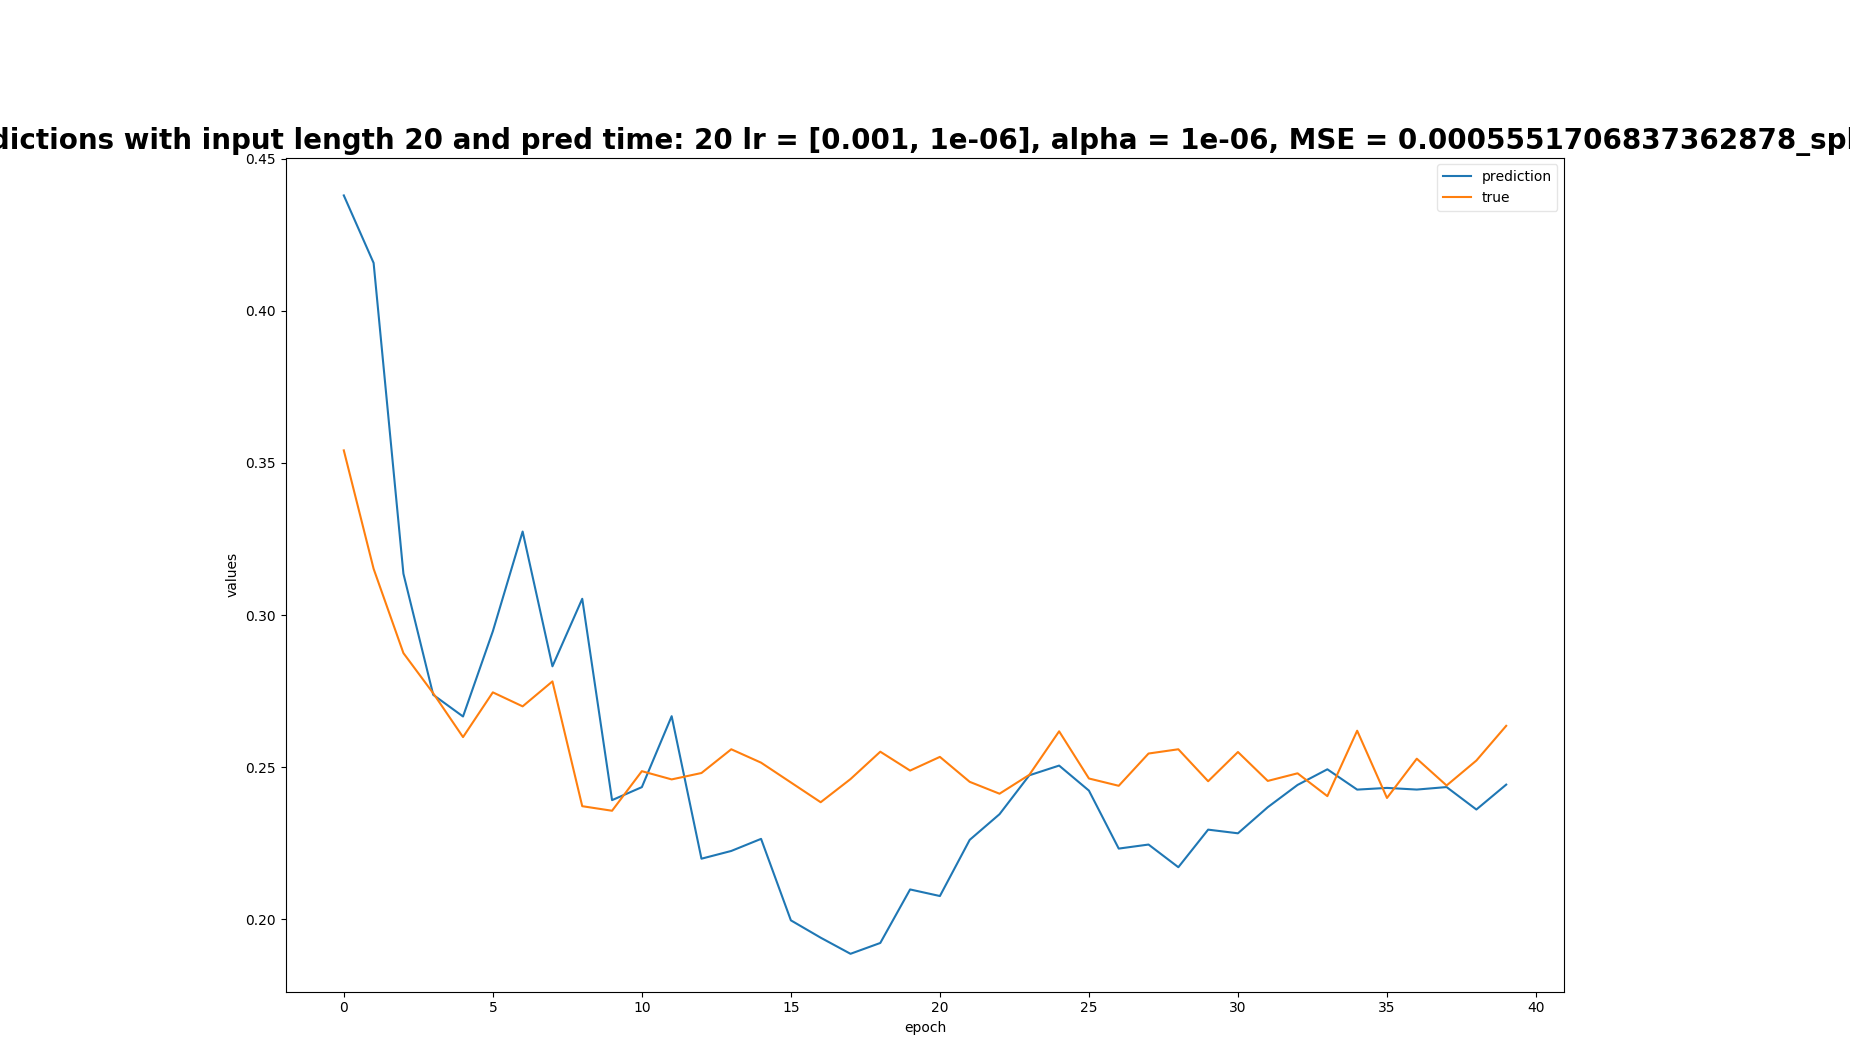 dictions with input length 20 and pred time: 20 lr = [0.001, 1e-06], alpha = 1e-06, MSE = 0.0005551706837362878_spl
prediction
true
0.45
0.40
0.35
0.30
0.25
0.20
values
0 5 10 15 20 25 30 35 40
epoch